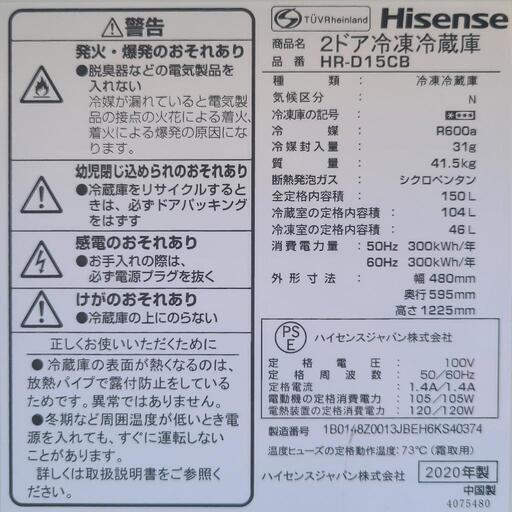 警告
発火・爆発のおそれあり
●脱臭器などの電気製品を
入れない
冷媒が漏れていると電気製
品の接点の火花による着火、
着火による爆発の原因にな
ります。
幼児閉じ込められのおそれあり
●冷蔵庫をリサイクルすると
きは、必ずドアパッキング
をはずす
感電のおそれあり
●お手入れの際は、
必ず電源プラグを抜く
けがのおそれあり
●冷蔵庫の上にのらない
正しくお使いいただくために
●冷蔵庫の表面が熱くなるのは、
放熱パイプで露付防止をしている
ためです。異常ではありません。
●冬期など周囲温度が低いときに
電源を入れても、すぐに運転しない
ことがあります。
詳しくは取扱説明書をご参照
ください。
TÜVRheinland
Hisense
商品名 2ドア冷凍冷蔵庫
品番 HR-D15CB
種類: 冷凍冷蔵庫
気候区分: N
冷凍庫の記号:
冷媒: R600a
冷媒封入量: 31g
質量: 41.5kg
断熱発泡ガス: シクロペンタン
全定格内容積: 150L
冷蔵室の定格内容積: 104L
冷凍室の定格内容積: 46L
消費電力量: 50Hz 300kWh/年
60Hz 300kWh/年
外形寸法: 幅 480mm
奥行 595mm
高さ 1225mm
PS
E
ハイセンスジャパン株式会社
定格電圧: 100V
定格周波数: 50/60Hz
定格電流: 1.4A/1.4A
電動機の定格消費電力: 105/105W
電熱装置の定格消費電力: 120/120W
製造番号: 1B0148Z0013JBEH6KS40374
温度ヒューズの定格動作温度:73℃(霜取用)
ハイセンスジャパン株式会社 2020年製
中国製
4075480